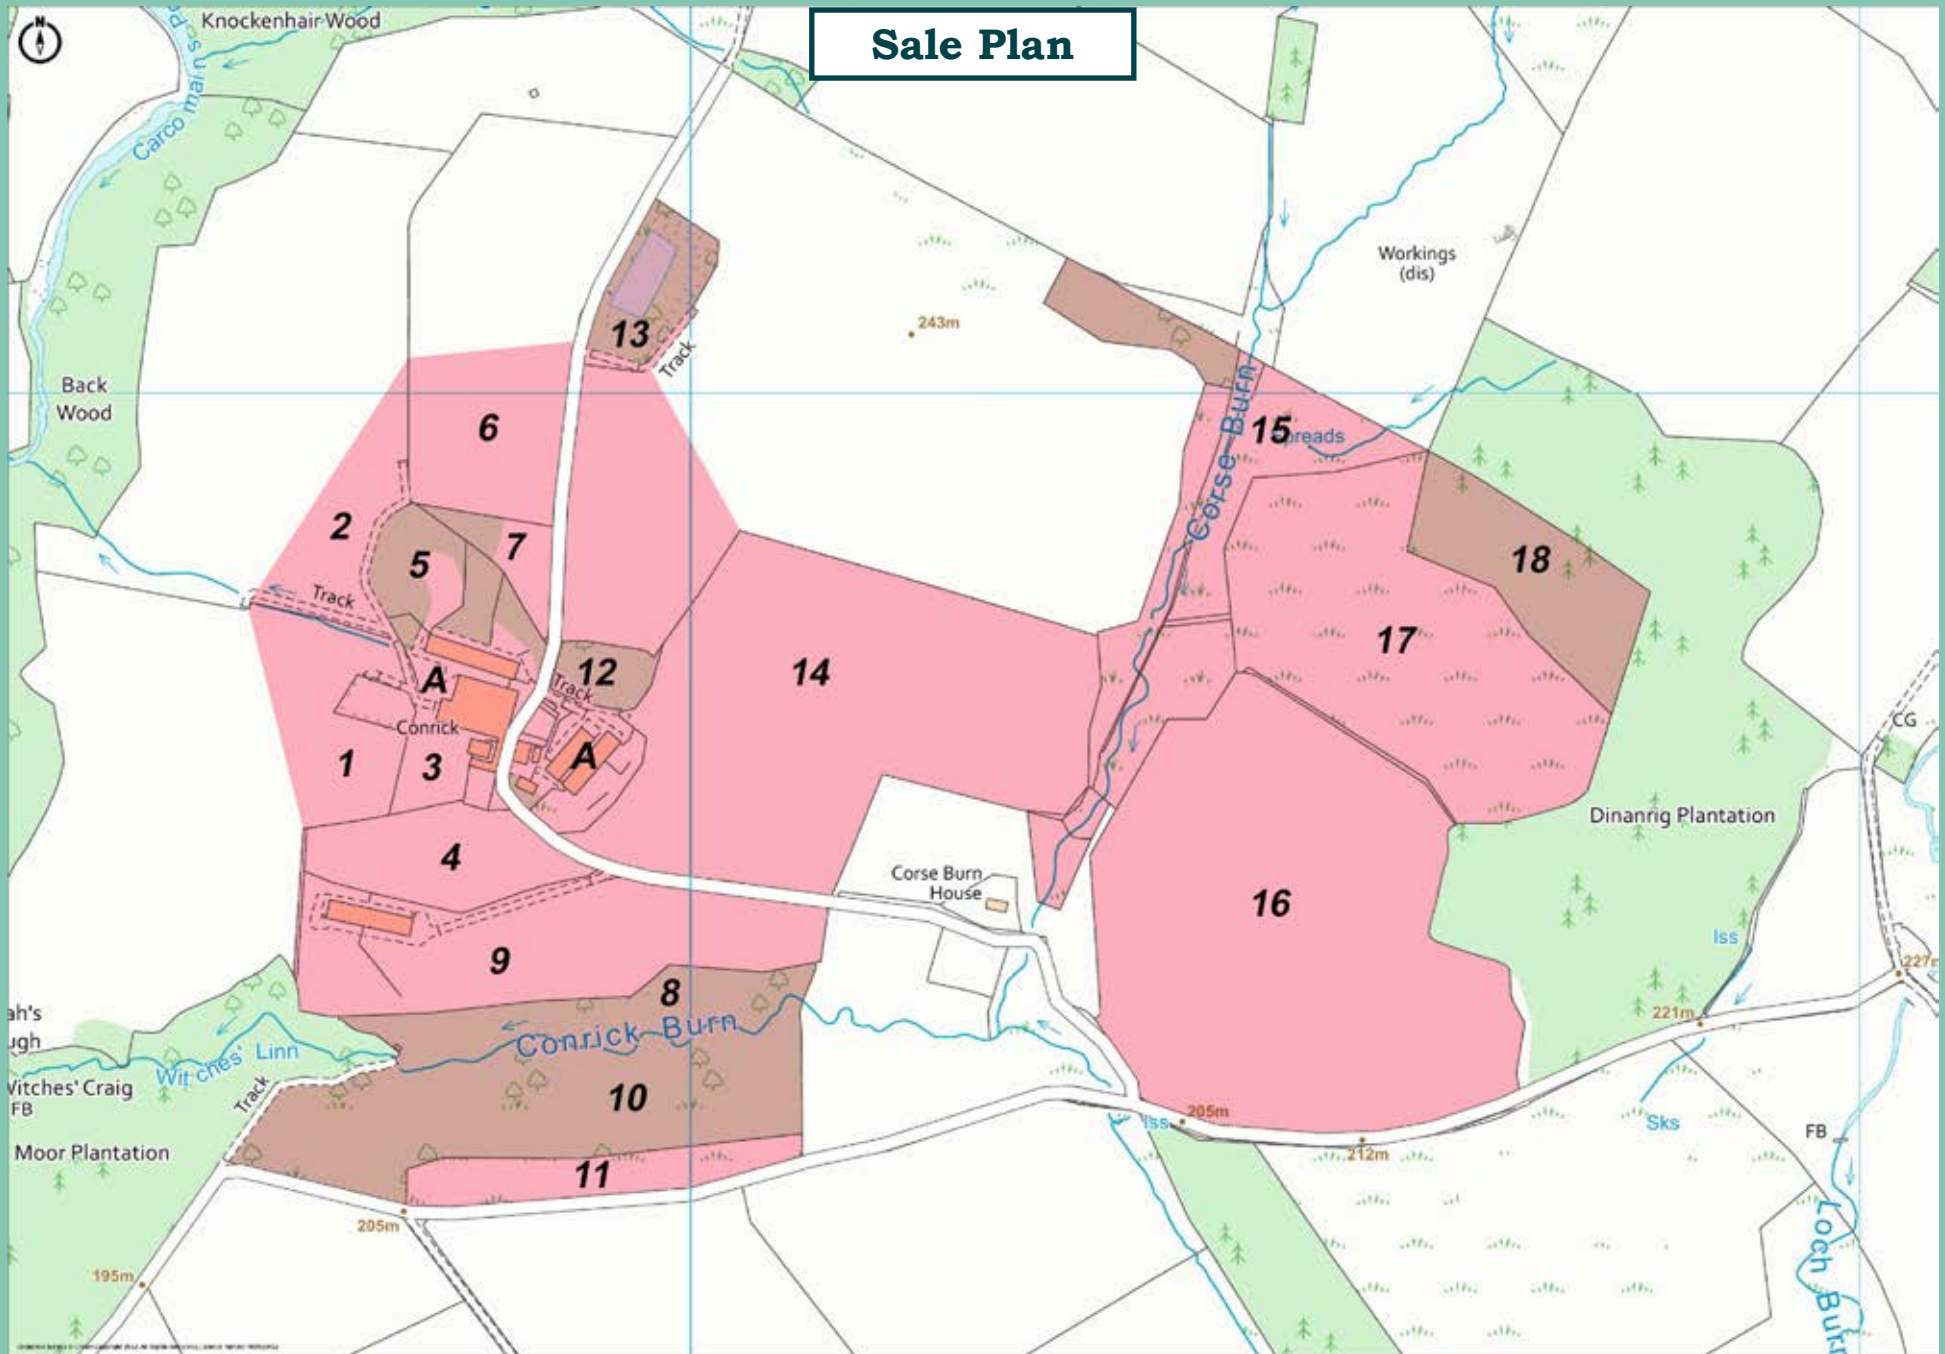 Sale Plan
N
Knockenhair Wood
Carco mains
243m
Workings
(dis)
13
Track
Back
Wood
6
15
Spreads
Corse Burn
2
5
7
18
Track
17
12
14
A
Track
Conrick
CG
1
3
A
Dinanrig Plantation
4
Corse Burn
House
16
9
Iss
8
227m
221m
Conrick Burn
Witches' Linn
Witches' Craig
FB
Track
10
205m
Iss
Sks
FB
Moor Plantation
212m
11
205m
Loch Burn
195m